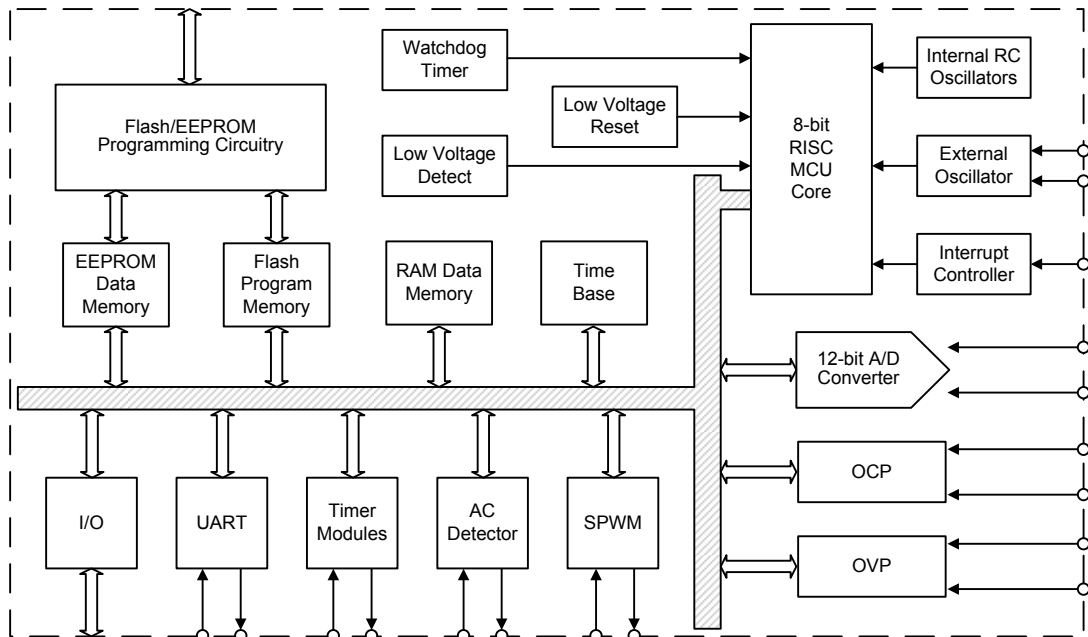 Watchdog
Timer
Internal RC
Oscillators
Flash/EEPROM
Programming Circuitry
Low Voltage
Reset
8-bit
RISC
MCU
Core
Low Voltage
Detect
External
Oscillator
EEPROM
Data
Memory
Flash
Program
Memory
RAM Data
Memory
Time
Base
Interrupt
Controller
12-bit A/D
Converter
OCP
I/O
UART
Timer
Modules
AC
Detector
SPWM
OVP